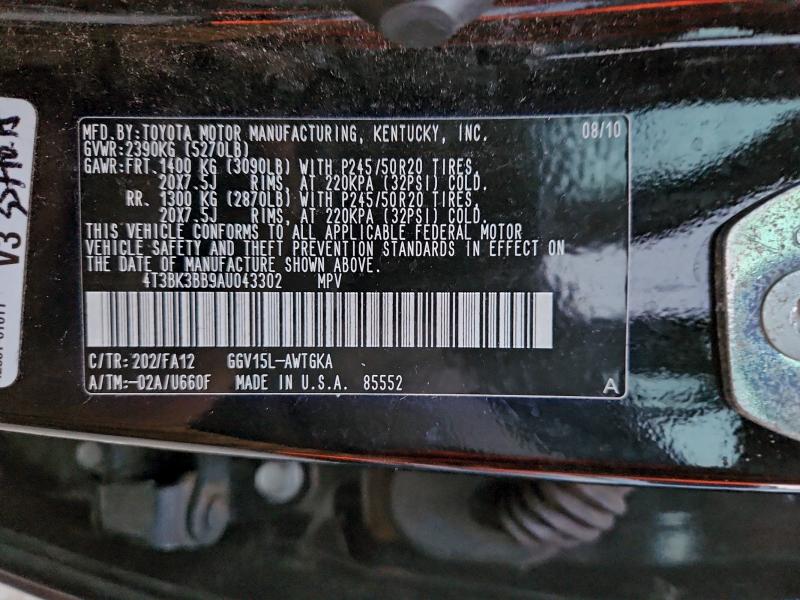 MFD.BY:TOYOTA MOTOR MANUFACTURING, KENTUCKY, INC. 08/10
GVWR:2390KG (5270LB)
GAWR:FRT. 1400 KG (3090LB) WITH P245/50R20 TIRES,
20X7.5J RIMS, AT 220KPA (32PSI) COLD.
RR. 1300 KG (2870LB) WITH P245/50R20 TIRES,
20X7.5J RIMS, AT 220KPA (32PSI) COLD.
THIS VEHICLE CONFORMS TO ALL APPLICABLE FEDERAL MOTOR
VEHICLE SAFETY AND THEFT PREVENTION STANDARDS IN EFFECT ON
THE DATE OF MANUFACTURE SHOWN ABOVE.
4T3BK3BB9AU043302 MPV
C/TR:202/FA12 GGV15L-AWTGKA
A/TM:-02A/U660F MADE IN U.S.A. 85552 A
V3